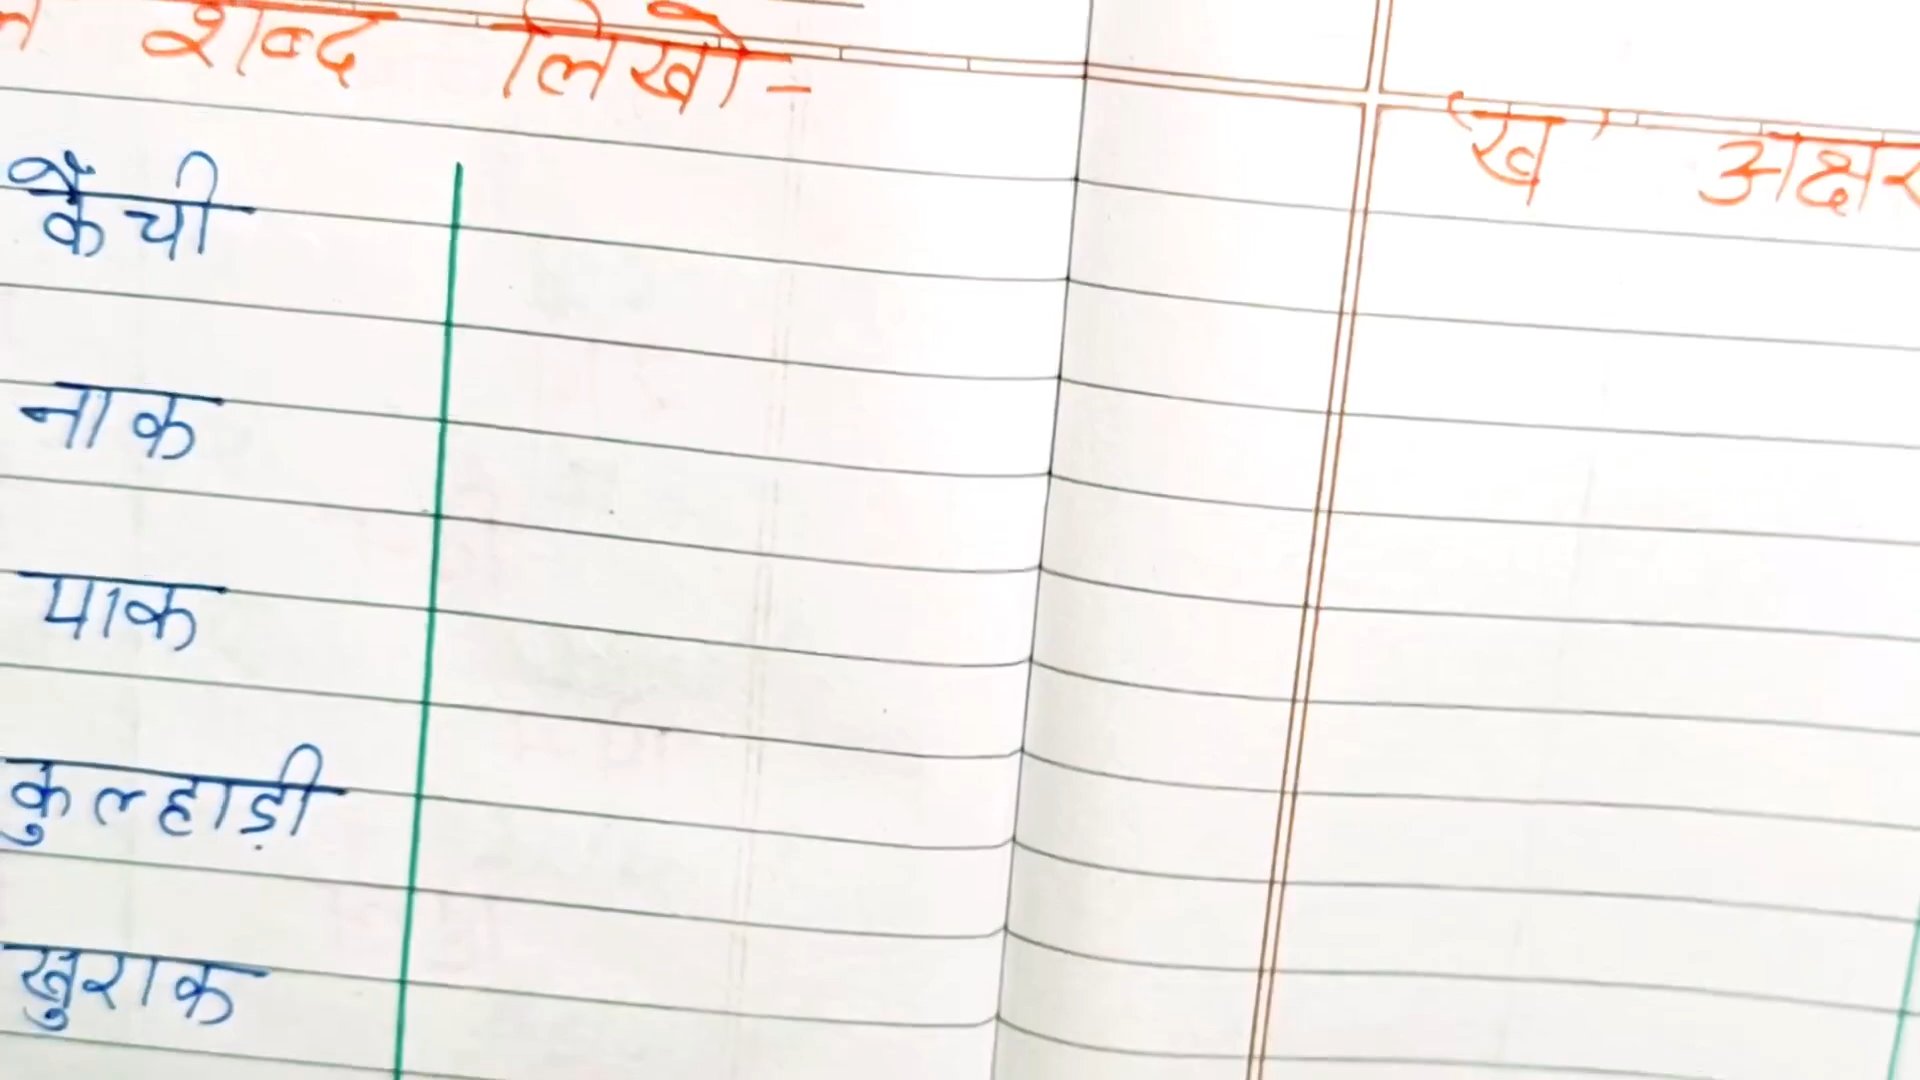 शब्द लिखो-
कैंची
नाक
पाक
कुल्हाड़ी
खुराक
'ख' अक्षर